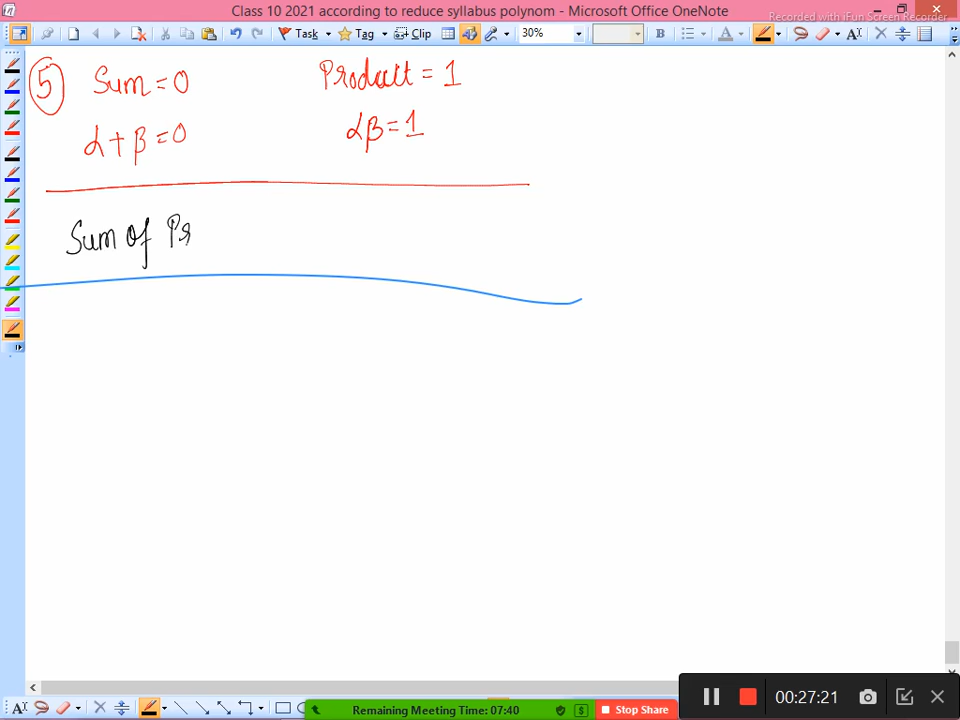 Class 10 2021 according to reduce syllabus polynom - Microsoft Office OneNote
Recorded with iFun Screen Recorder
Task Tag Clip 30% B A
5 Sum = 0 Product = 1
α + β = 0 αβ = 1
Sum of Pr
00:27:21
Remaining Meeting Time: 07:40 Stop Share